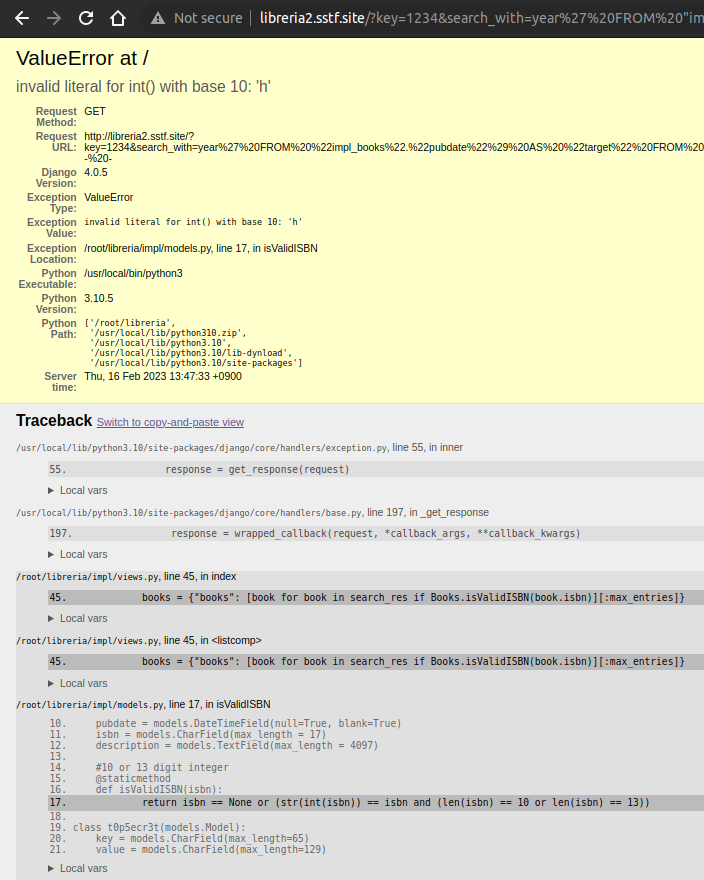 Not secure libreria2.sstf.site/?key=1234&search_with=year%27%20FROM%20"im
ValueError at /
invalid literal for int() with base 10: 'h'
Request Method: GET
Request URL: http://libreria2.sstf.site/?
key=1234&search_with=year%27%20FROM%20%22impl_books%22.%22pubdate%22%29%20AS%20%22target%22%20FROM%20
-%20-
Django Version: 4.0.5
Exception Type: ValueError
Exception Value: invalid literal for int() with base 10: 'h'
Exception Location: /root/libreria/impl/models.py, line 17, in isValidISBN
Python Executable: /usr/local/bin/python3
Python Version: 3.10.5
Python Path: ['/root/libreria',
'/usr/local/lib/python310.zip',
'/usr/local/lib/python3.10',
'/usr/local/lib/python3.10/lib-dynload',
'/usr/local/lib/python3.10/site-packages']
Server time: Thu, 16 Feb 2023 13:47:33 +0900
Traceback Switch to copy-and-paste view
/usr/local/lib/python3.10/site-packages/django/core/handlers/exception.py, line 55, in inner
55. response = get_response(request)
▶ Local vars
/usr/local/lib/python3.10/site-packages/django/core/handlers/base.py, line 197, in _get_response
197. response = wrapped_callback(request, *callback_args, **callback_kwargs)
▶ Local vars
/root/libreria/impl/views.py, line 45, in index
45. books = {"books": [book for book in search_res if Books.isValidISBN(book.isbn)][:max_entries]}
▶ Local vars
/root/libreria/impl/views.py, line 45, in <listcomp>
45. books = {"books": [book for book in search_res if Books.isValidISBN(book.isbn)][:max_entries]}
▶ Local vars
/root/libreria/impl/models.py, line 17, in isValidISBN
10. pubdate = models.DateTimeField(null=True, blank=True)
11. isbn = models.CharField(max_length = 17)
12. description = models.TextField(max_length = 4097)
13.
14. #10 or 13 digit integer
15. @staticmethod
16. def isValidISBN(isbn):
17. return isbn == None or (str(int(isbn)) == isbn and (len(isbn) == 10 or len(isbn) == 13))
18.
19. class t0p5ecr3t(models.Model):
20. key = models.CharField(max_length=65)
21. value = models.CharField(max_length=129)
▶ Local vars